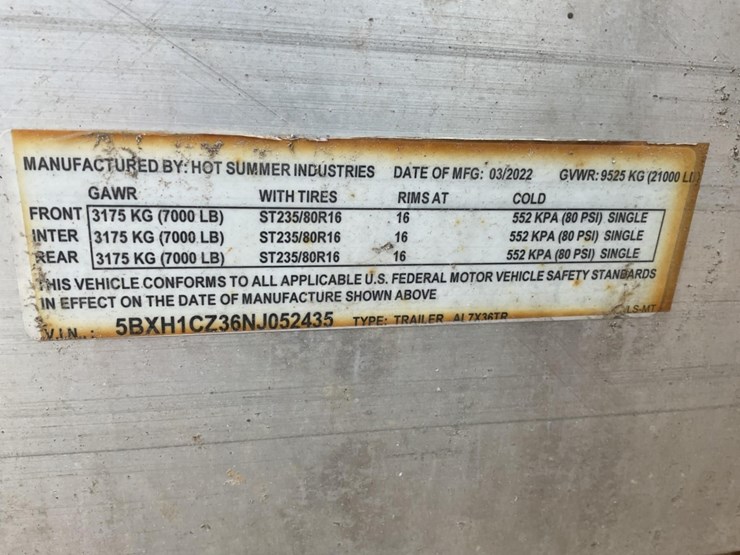 MANUFACTURED BY: HOT SUMMER INDUSTRIES DATE OF MFG: 03/2022 GVWR: 9525 KG (21000 LB)
GAWR WITH TIRES RIMS AT COLD
FRONT 3175 KG (7000 LB) ST235/80R16 16 552 KPA (80 PSI) SINGLE
INTER 3175 KG (7000 LB) ST235/80R16 16 552 KPA (80 PSI) SINGLE
REAR 3175 KG (7000 LB) ST235/80R16 16 552 KPA (80 PSI) SINGLE
THIS VEHICLE CONFORMS TO ALL APPLICABLE U.S. FEDERAL MOTOR VEHICLE SAFETY STANDARDS
IN EFFECT ON THE DATE OF MANUFACTURE SHOWN ABOVE
V.I.N.: 5BXH1CZ36NJ052435 TYPE: TRAILER AL7X36TR LS-MT